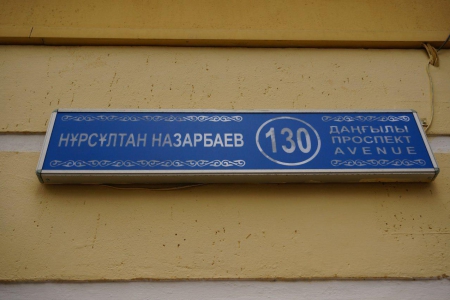 НҰРСҰЛТАН НАЗАРБАЕВ
130
ДАҢҒЫЛЫ
ПРОСПЕКТ
AVENUE